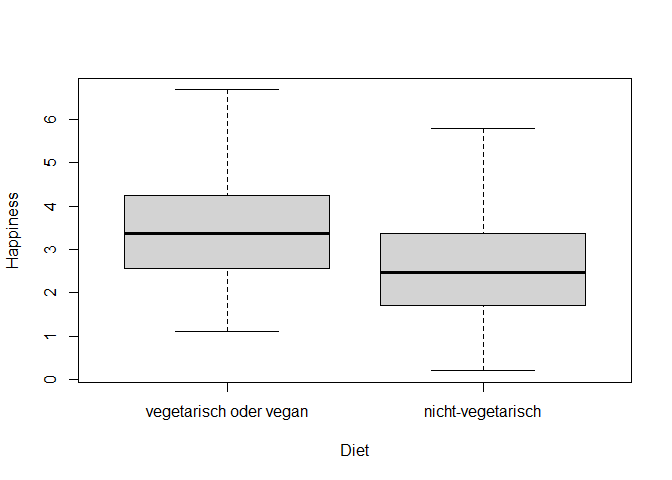 Happiness
6
5
4
3
2
1
0
vegetarisch oder vegan
nicht-vegetarisch
Diet